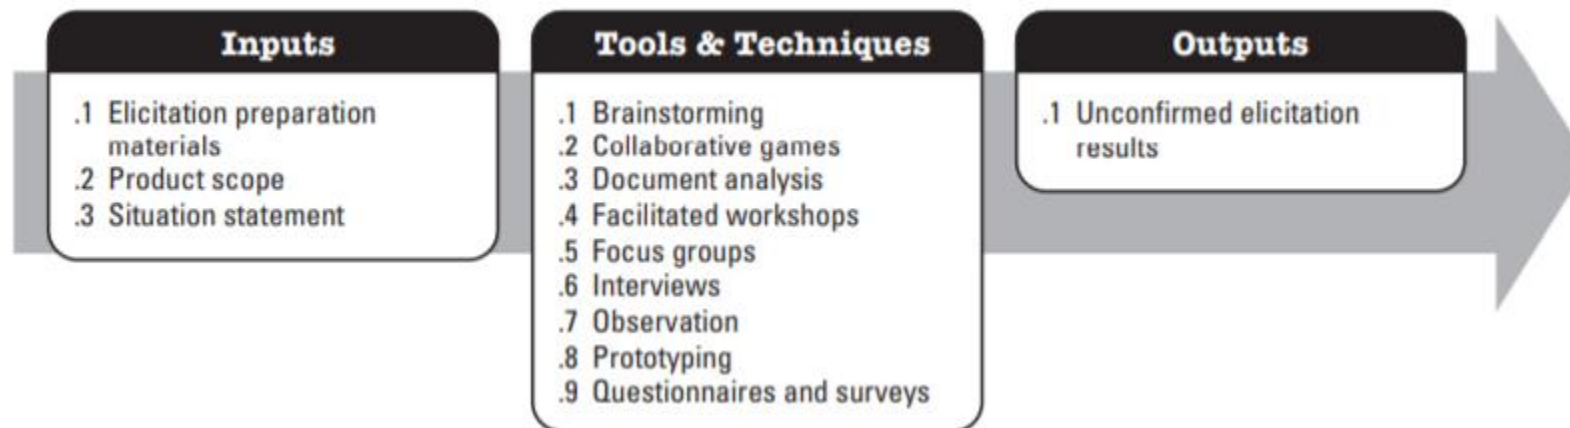 Inputs
.1 Elicitation preparation
materials
.2 Product scope
.3 Situation statement
Tools & Techniques
.1 Brainstorming
.2 Collaborative games
.3 Document analysis
.4 Facilitated workshops
.5 Focus groups
.6 Interviews
.7 Observation
.8 Prototyping
.9 Questionnaires and surveys
Outputs
.1 Unconfirmed elicitation
results